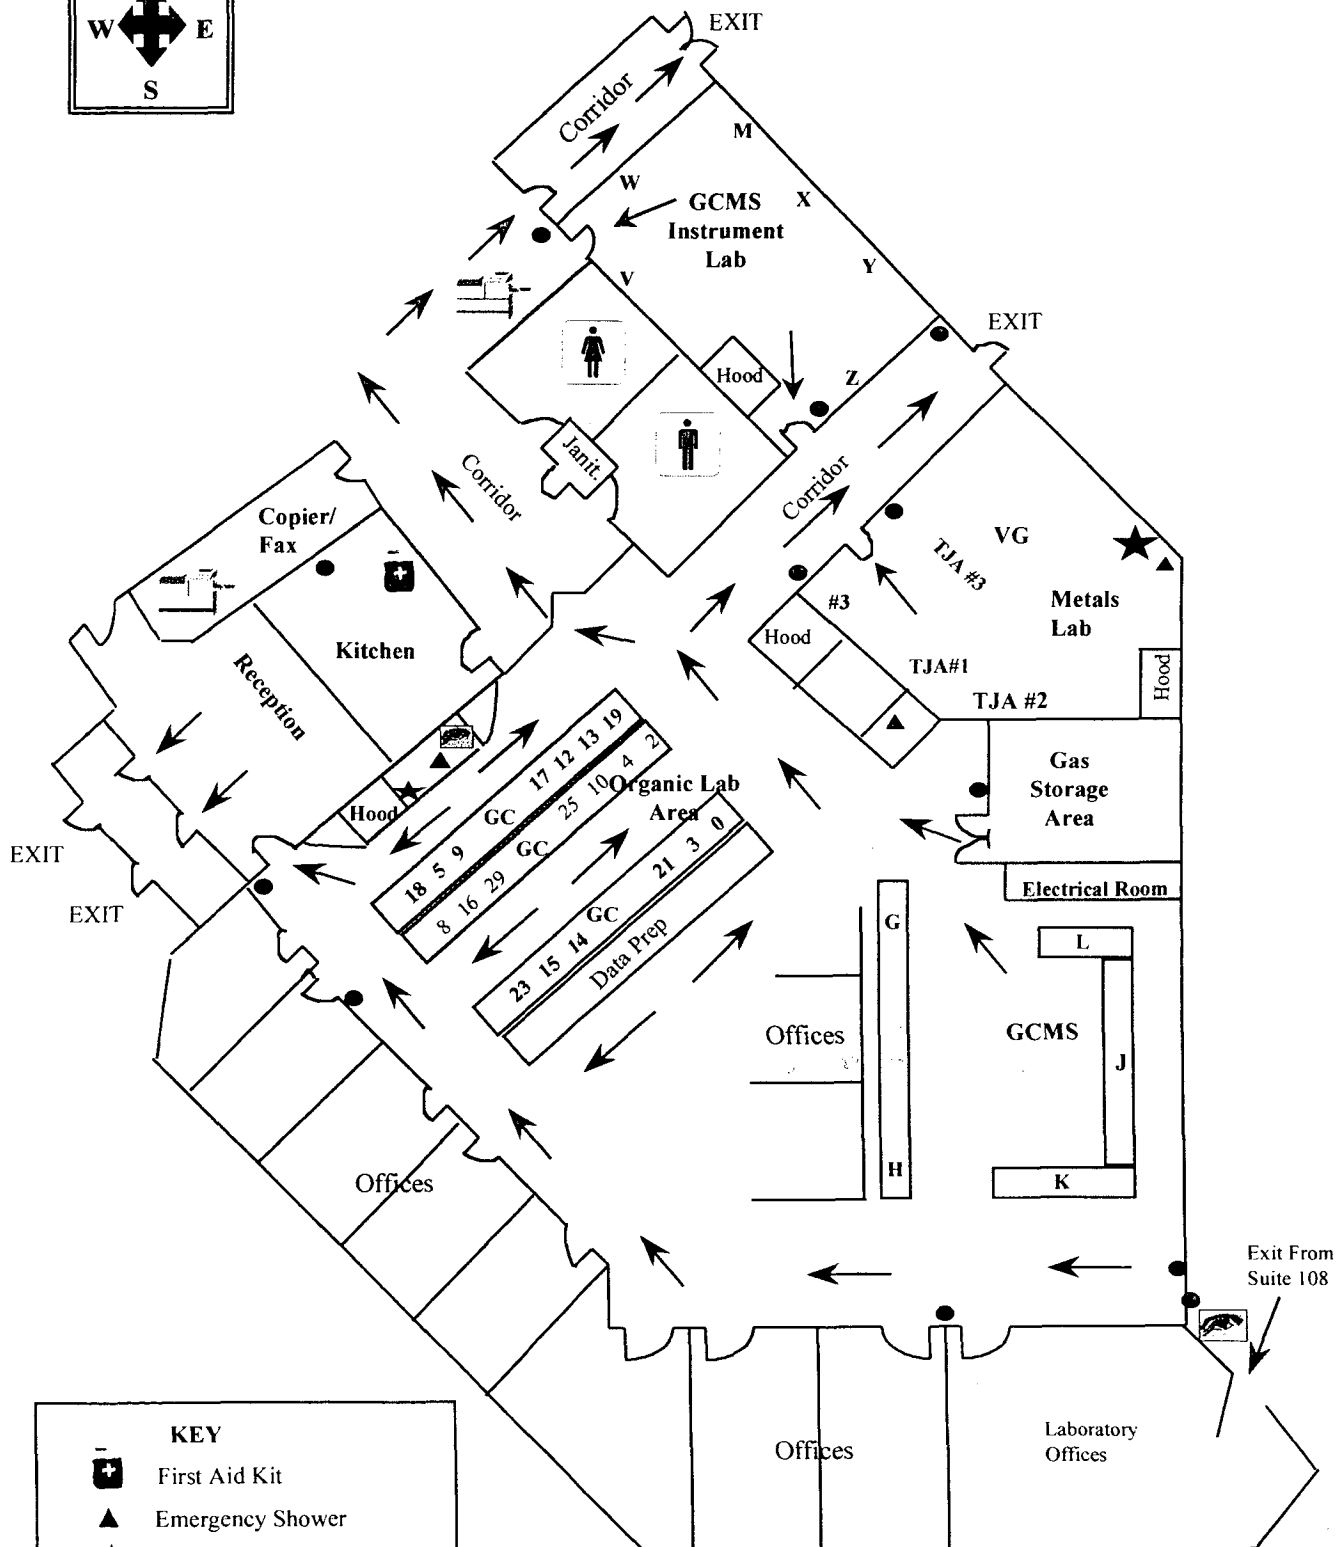 W E
S
EXIT
Corridor
M
W
X
GCMS
Instrument
Lab
Y
V
EXIT
Hood
Z
Janit.
Corridor
Corridor
Copier/
Fax
VG
TJA #3
Metals
Lab
#3
Hood
Kitchen
Reception
TJA#1
Hood
TJA #2
Gas
Storage
Area
17 12 13 19
GC
18 5 9
25 10 4 2
GC
8 16 29
Organic Lab
Area
Hood
21 3 0
GC
23 15 14
Data Prep
EXIT
EXIT
Electrical Room
G
L
Offices
GCMS
J
H
K
Offices
Exit From
Suite 108
Offices
Laboratory
Offices
KEY
First Aid Kit
Emergency Shower